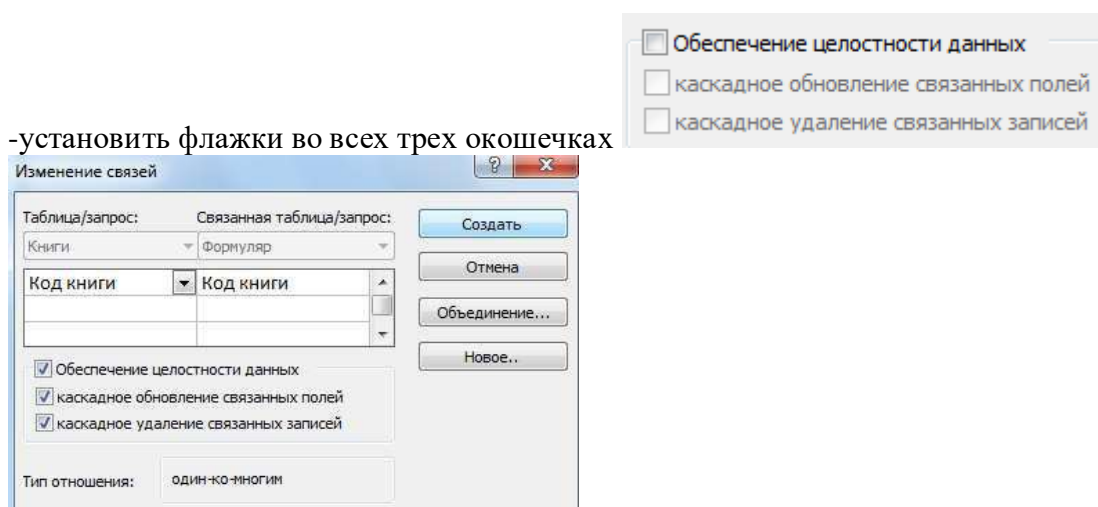 Обеспечение целостности данных
каскадное обновление связанных полей
каскадное удаление связанных записей
-установить флажки во всех трех окошечках
Изменение связей
? X
Таблица/запрос: Связанная таблица/запрос:
Создать
Книги Формуляр
Отмена
Код книги Код книги
Объединение...
Новое..
Обеспечение целостности данных
каскадное обновление связанных полей
каскадное удаление связанных записей
Тип отношения: один-ко-многим